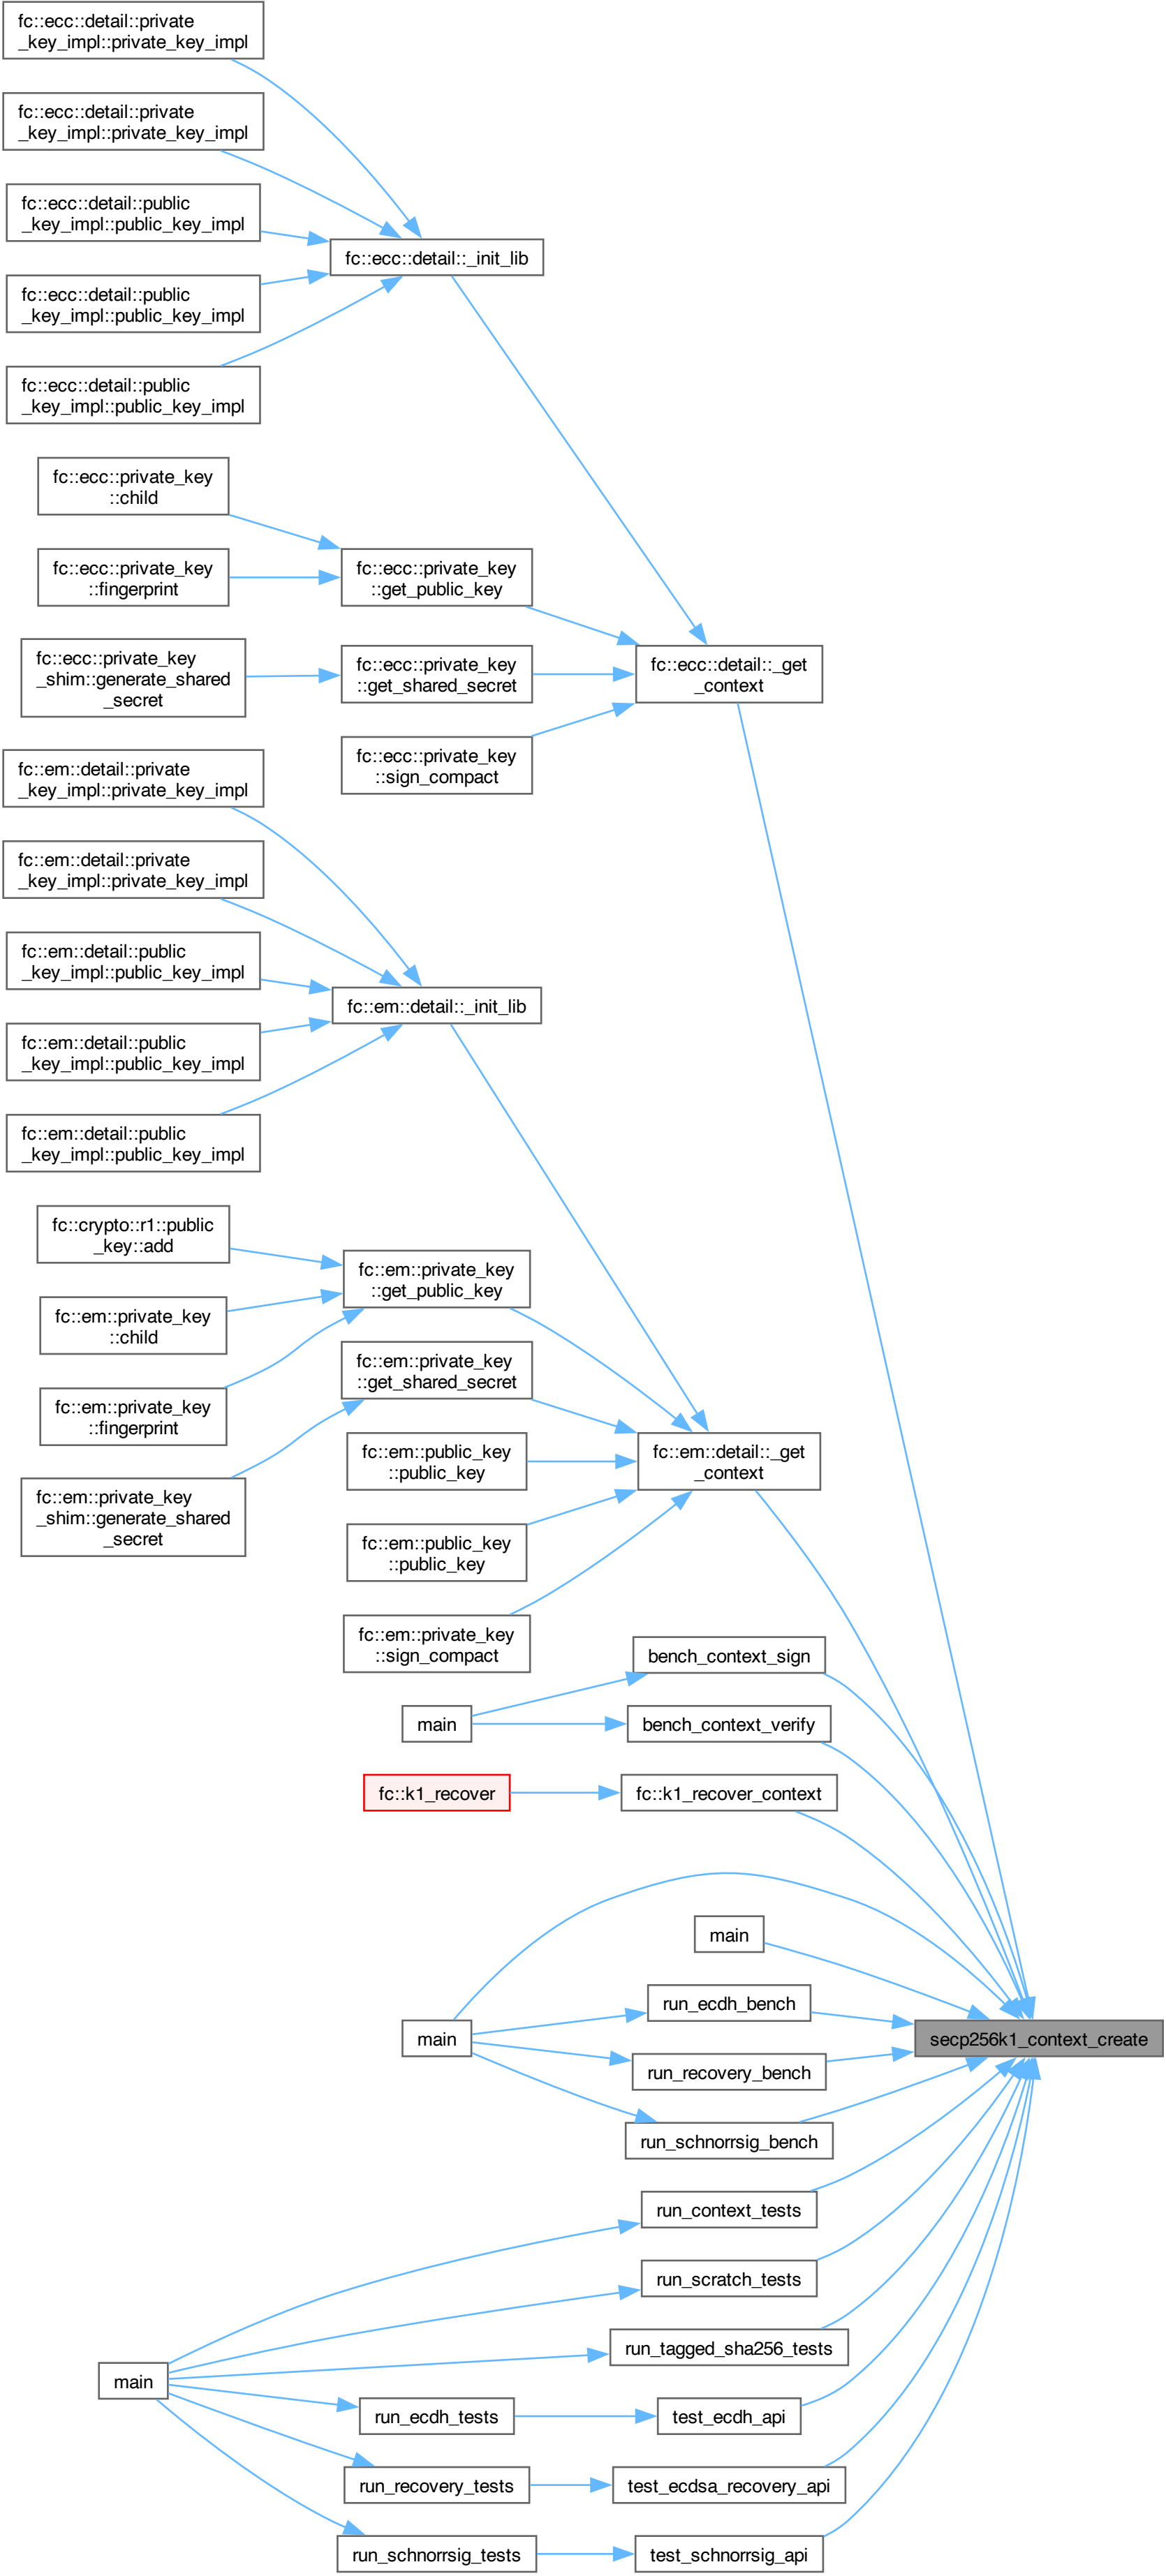 fc::ecc::detail::private
_key_impl::private_key_impl
fc::ecc::detail::private
_key_impl::private_key_impl
fc::ecc::detail::public
_key_impl::public_key_impl
fc::ecc::detail::_init_lib
fc::ecc::detail::public
_key_impl::public_key_impl
fc::ecc::detail::public
_key_impl::public_key_impl
fc::ecc::private_key
::child
fc::ecc::private_key
::get_public_key
fc::ecc::private_key
::fingerprint
fc::ecc::private_key
_shim::generate_shared
_secret
fc::ecc::private_key
::get_shared_secret
fc::ecc::detail::_get
_context
fc::ecc::private_key
::sign_compact
fc::em::detail::private
_key_impl::private_key_impl
fc::em::detail::private
_key_impl::private_key_impl
fc::em::detail::public
_key_impl::public_key_impl
fc::em::detail::_init_lib
fc::em::detail::public
_key_impl::public_key_impl
fc::em::detail::public
_key_impl::public_key_impl
fc::crypto::r1::public
_key::add
fc::em::private_key
::get_public_key
fc::em::private_key
::child
fc::em::private_key
::get_shared_secret
fc::em::private_key
::fingerprint
fc::em::public_key
::public_key
fc::em::detail::_get
_context
fc::em::private_key
_shim::generate_shared
_secret
fc::em::public_key
::public_key
fc::em::private_key
::sign_compact
bench_context_sign
main
bench_context_verify
fc::k1_recover
fc::k1_recover_context
main
run_ecdh_bench
main
secp256k1_context_create
run_recovery_bench
run_schnorrsig_bench
run_context_tests
run_scratch_tests
run_tagged_sha256_tests
main
run_ecdh_tests
test_ecdh_api
run_recovery_tests
test_ecdsa_recovery_api
run_schnorrsig_tests
test_schnorrsig_api